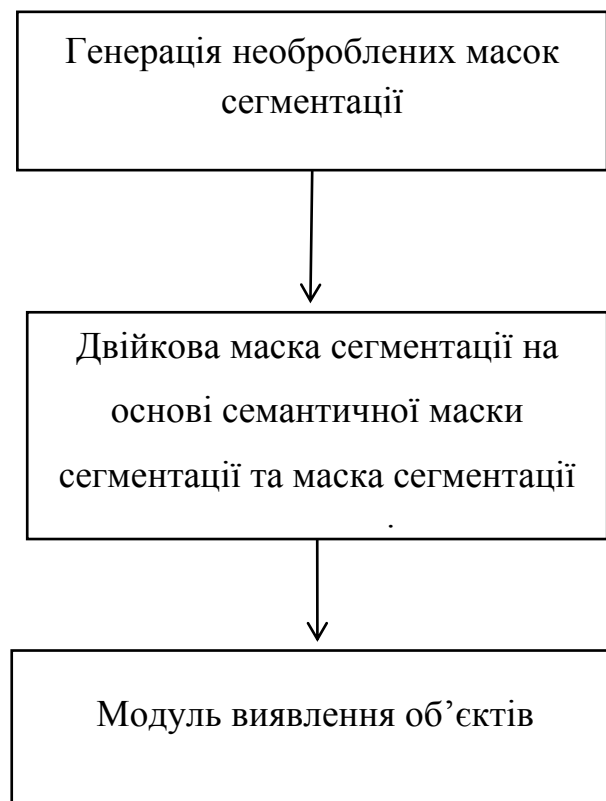 Генерація необроблених масок
сегментації
Двійкова маска сегментації на
основі семантичної маски
сегментації та маска сегментації
Модуль виявлення об’єктів